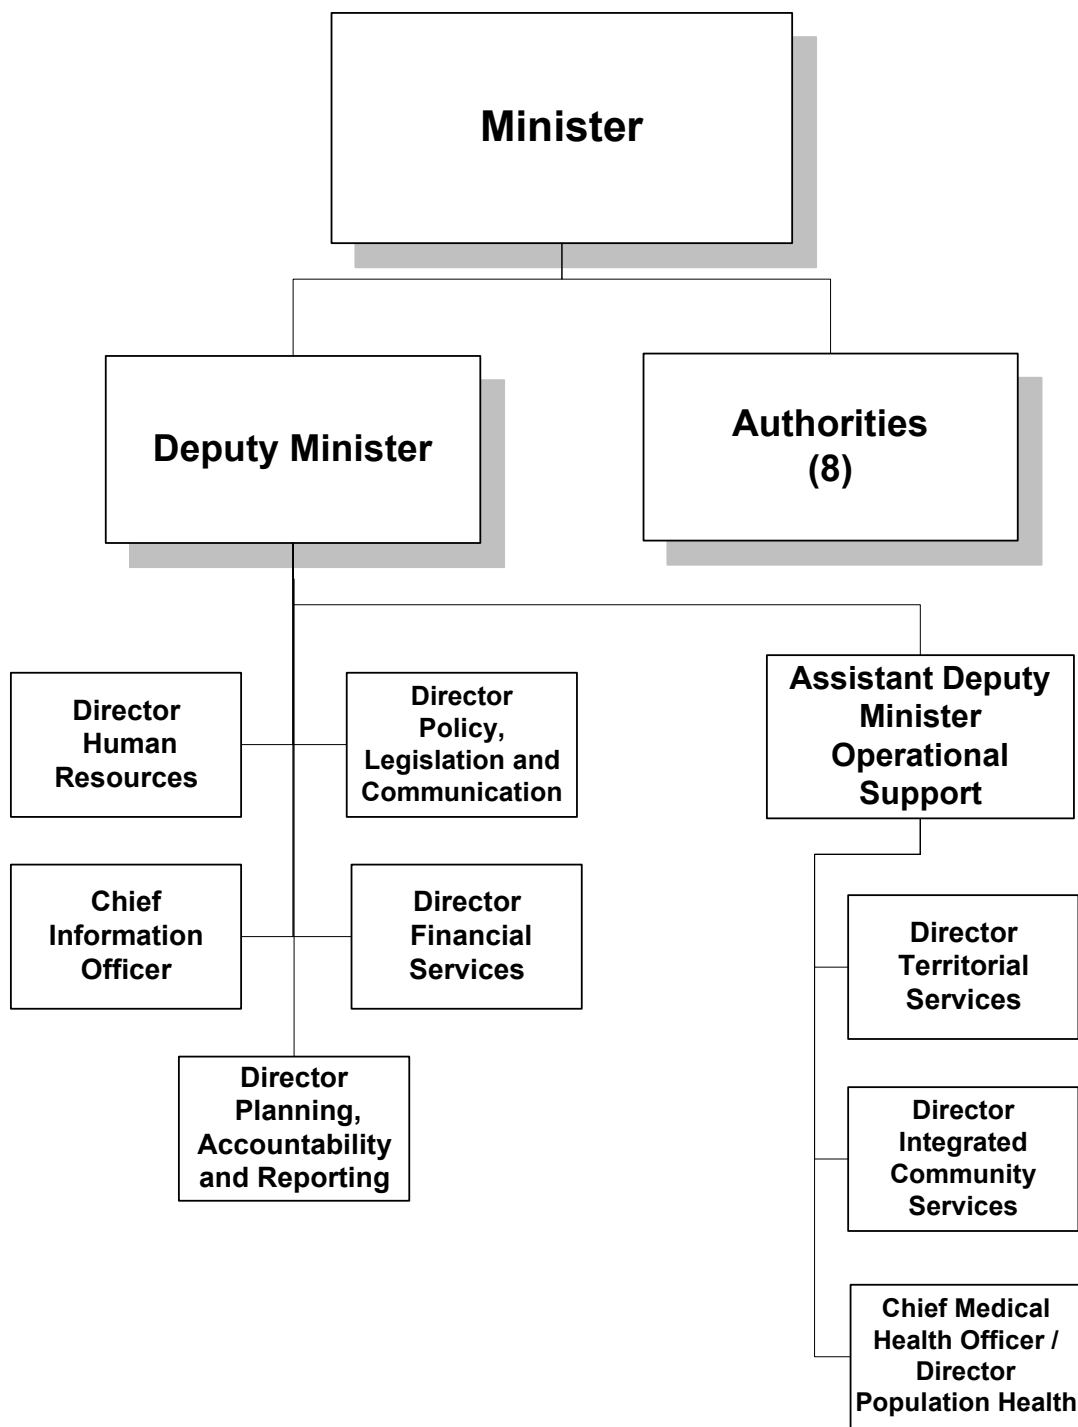 Minister
Deputy Minister
Authorities
(8)
Director
Human
Resources
Director
Policy,
Legislation and
Communication
Assistant Deputy
Minister
Operational
Support
Chief
Information
Officer
Director
Financial
Services
Director
Territorial
Services
Director
Planning,
Accountability
and Reporting
Director
Integrated
Community
Services
Chief Medical
Health Officer /
Director
Population Health